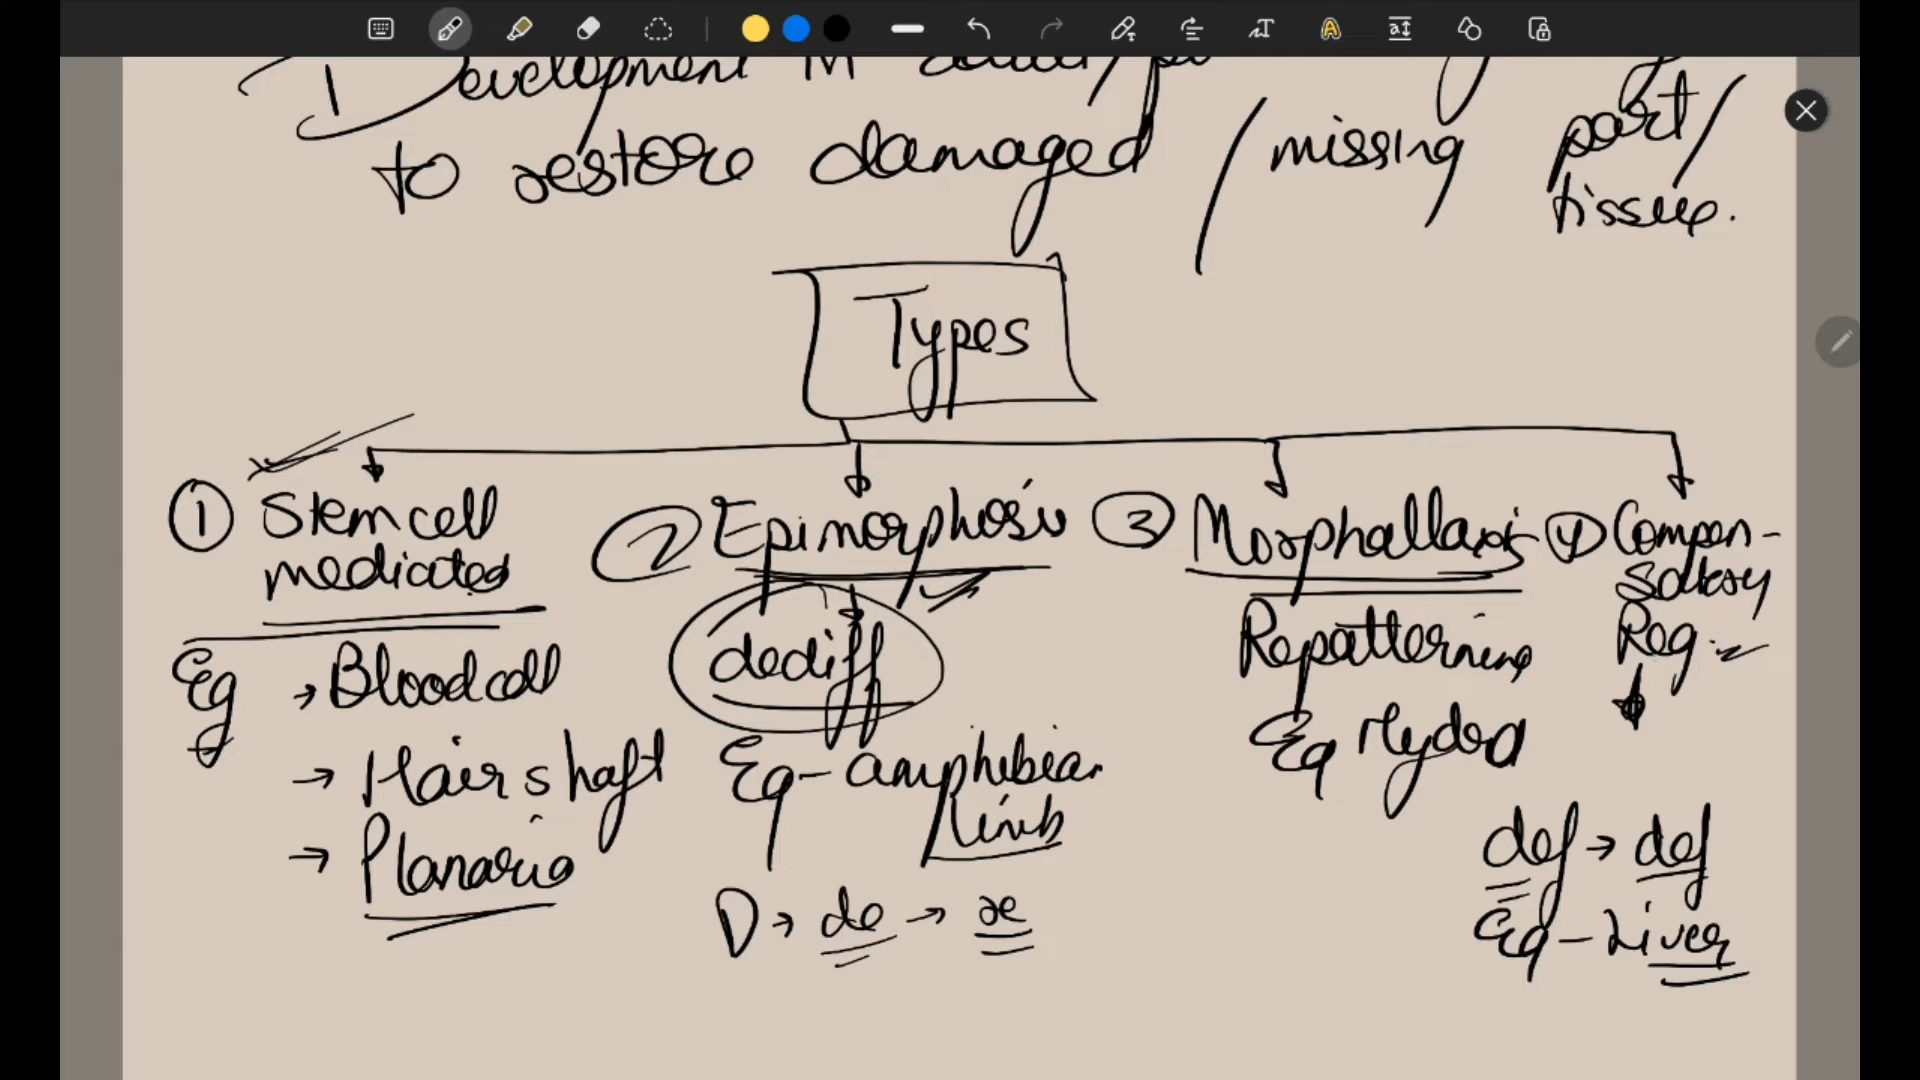 Development in
to restore damaged / missing part /
tissue.
Types
① Stem cell
mediated
Eg → Blood cell
→ Hair shaft
→ Planaria
② Epimorphosis
dediff
Eg - amphibian
limb
D → de → re
③ Morphallaxis
Repatterning
Eg Hydra
④ Compen-
satory
Reg.
def → def
Eg - Liver